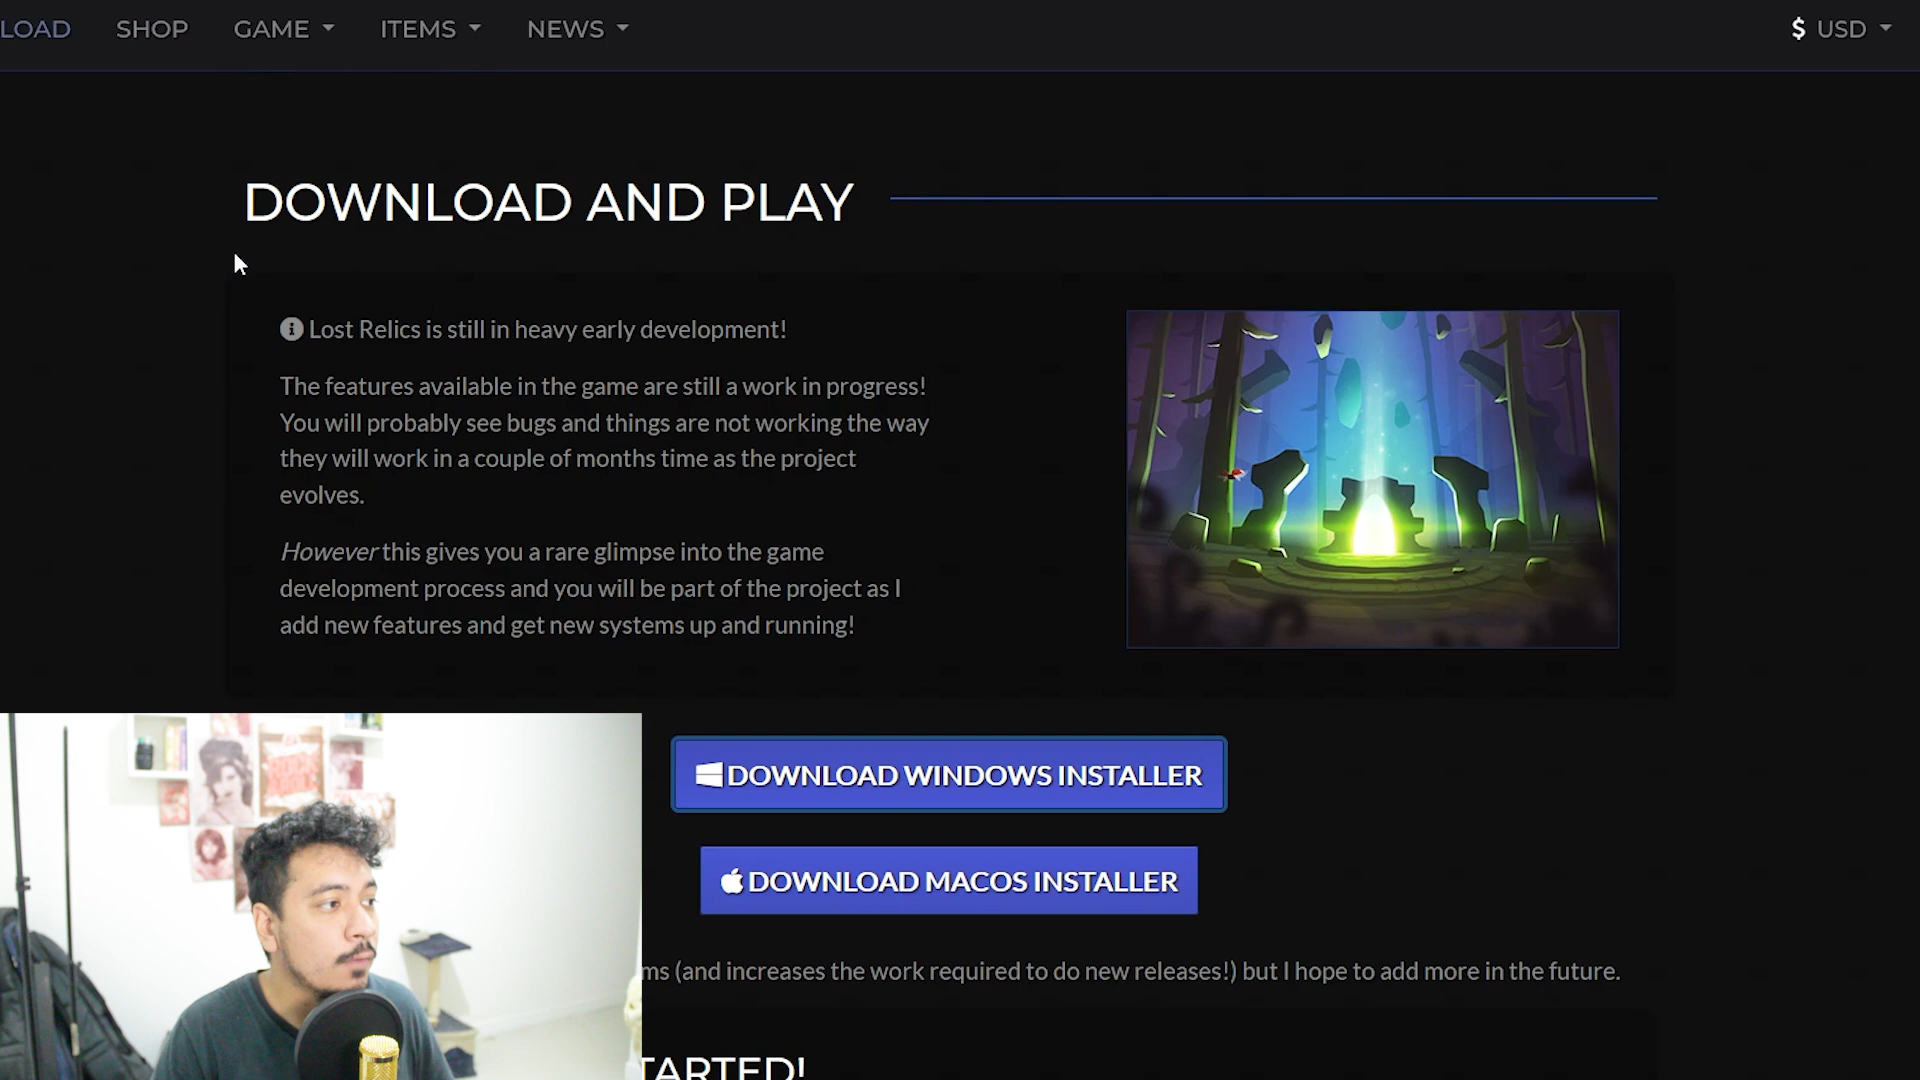 LOAD SHOP GAME ITEMS NEWS $ USD
DOWNLOAD AND PLAY
Lost Relics is still in heavy early development!
The features available in the game are still a work in progress!
You will probably see bugs and things are not working the way
they will work in a couple of months time as the project
evolves.
However this gives you a rare glimpse into the game
development process and you will be part of the project as I
add new features and get new systems up and running!
DOWNLOAD WINDOWS INSTALLER
DOWNLOAD MACOS INSTALLER
ms (and increases the work required to do new releases!) but I hope to add more in the future.
TARTED!